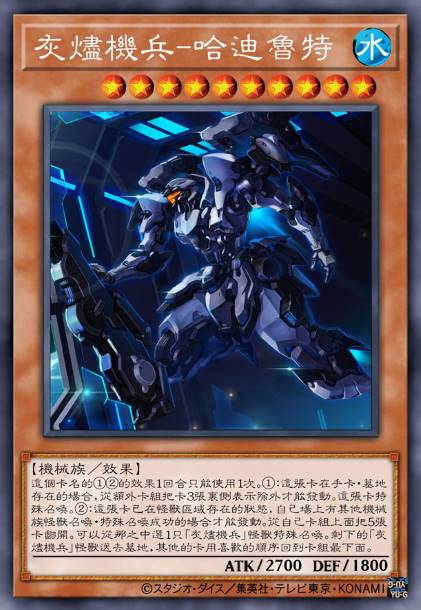 灰燼機兵-哈迪魯特
水
【機械族／效果】
這個卡名的①②的效果1回合只能使用1次。①：這張卡在手卡·墓地
存在的場合，從額外卡組把卡3張裏側表示除外才能發動。這張卡特
殊召喚。②：這張卡已在怪獸區域存在的狀態，自己場上有其他機械
族怪獸召喚·特殊召喚成功的場合才能發動。從自己卡組上面把5張
卡翻開。可以從那之中選1只「灰燼機兵」怪獸特殊召喚。剩下的「灰
燼機兵」怪獸送去墓地，其他的卡用喜歡的順序回到卡組最下面。
ATK/2700 DEF/1800
©スタジオ・ダイス／集英社・テレビ東京・KONAMI